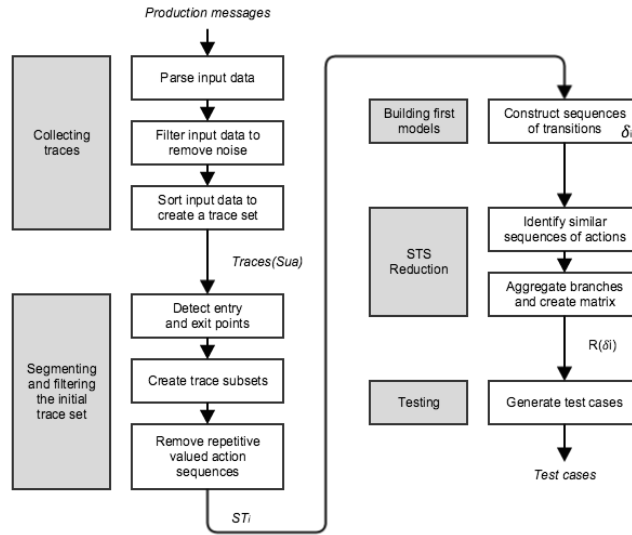 Production messages
Collecting
traces
Parse input data
Filter input data to
remove noise
Sort input data to
create a trace set
Traces(Sua)
Segmenting
and filtering
the initial
trace set
Detect entry
and exit points
Create trace subsets
Remove repetitive
valued action
sequences
STi
Building first
models
Construct sequences
of transitions δi
STS
Reduction
Identify similar
sequences of actions
Aggregate branches
and create matrix
R(δi)
Testing
Generate test cases
Test cases